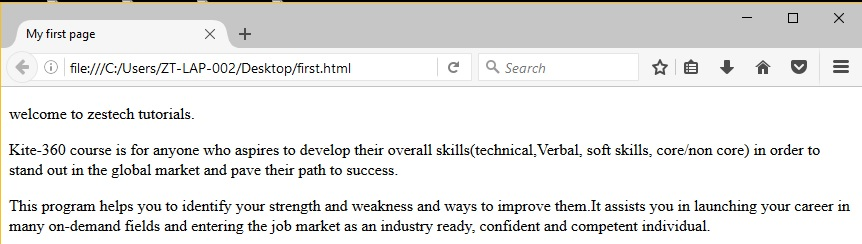 My first page
file:///C:/Users/ZT-LAP-002/Desktop/first.html
Search
welcome to zestech tutorials.
Kite-360 course is for anyone who aspires to develop their overall skills(technical,Verbal, soft skills, core/non core) in order to
stand out in the global market and pave their path to success.
This program helps you to identify your strength and weakness and ways to improve them.It assists you in launching your career in
many on-demand fields and entering the job market as an industry ready, confident and competent individual.